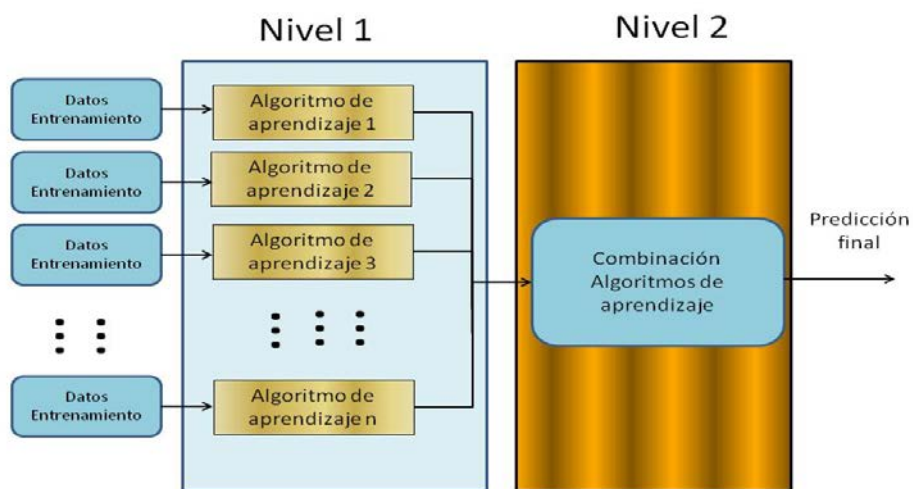 Nivel 1
Nivel 2
Datos
Entrenamiento
Algoritmo de
aprendizaje 1
Datos
Entrenamiento
Algoritmo de
aprendizaje 2
Datos
Entrenamiento
Algoritmo de
aprendizaje 3
Datos
Entrenamiento
Algoritmo de
aprendizaje n
Combinación
Algoritmos de
aprendizaje
Predicción
final